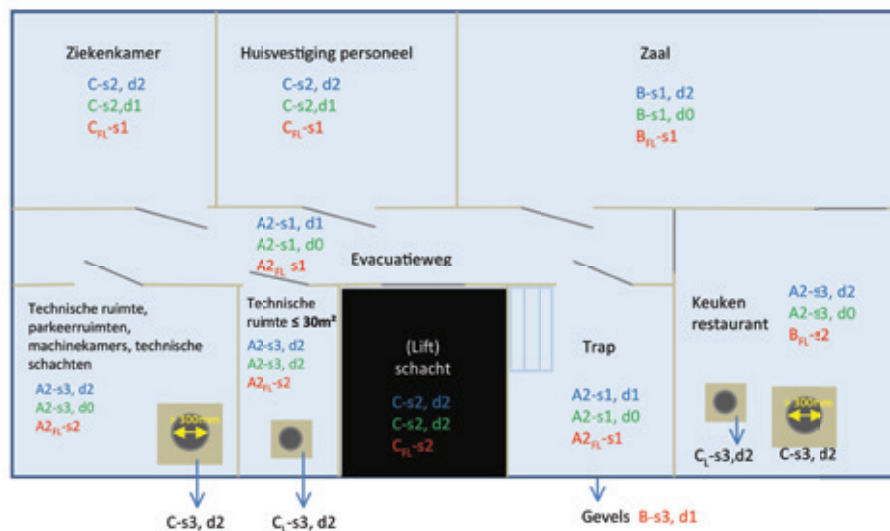 Ziekenkamer
C-s2, d2
C-s2,d1
CFL-s1
Huisvestiging personeel
C-s2, d2
C-s2,d1
CFL-s1
Zaal
B-s1, d2
B-s1, d0
BFL-s1
A2-s1, d1
A2-s1, d0
A2FL-s1
Evacuatieweg
Technische ruimte,
parkeerruimten,
machinekamers, technische
schachten
A2-s3, d2
A2-s3, d0
A2FL-s2
> 300mm
C-s3, d2
Technische
ruimte ≤ 30m²
A2-s3, d2
A2-s3, d2
A2FL-s2
CL-s3, d2
(Lift)
schacht
C-s2, d2
C-s2, d2
CFL-s2
Trap
A2-s1, d1
A2-s1, d0
A2FL-s1
Gevels B-s3, d1
Keuken
restaurant
A2-s3, d2
A2-s3, d0
BFL-s2
> 300mm
CL-s3,d2
C-s3, d2